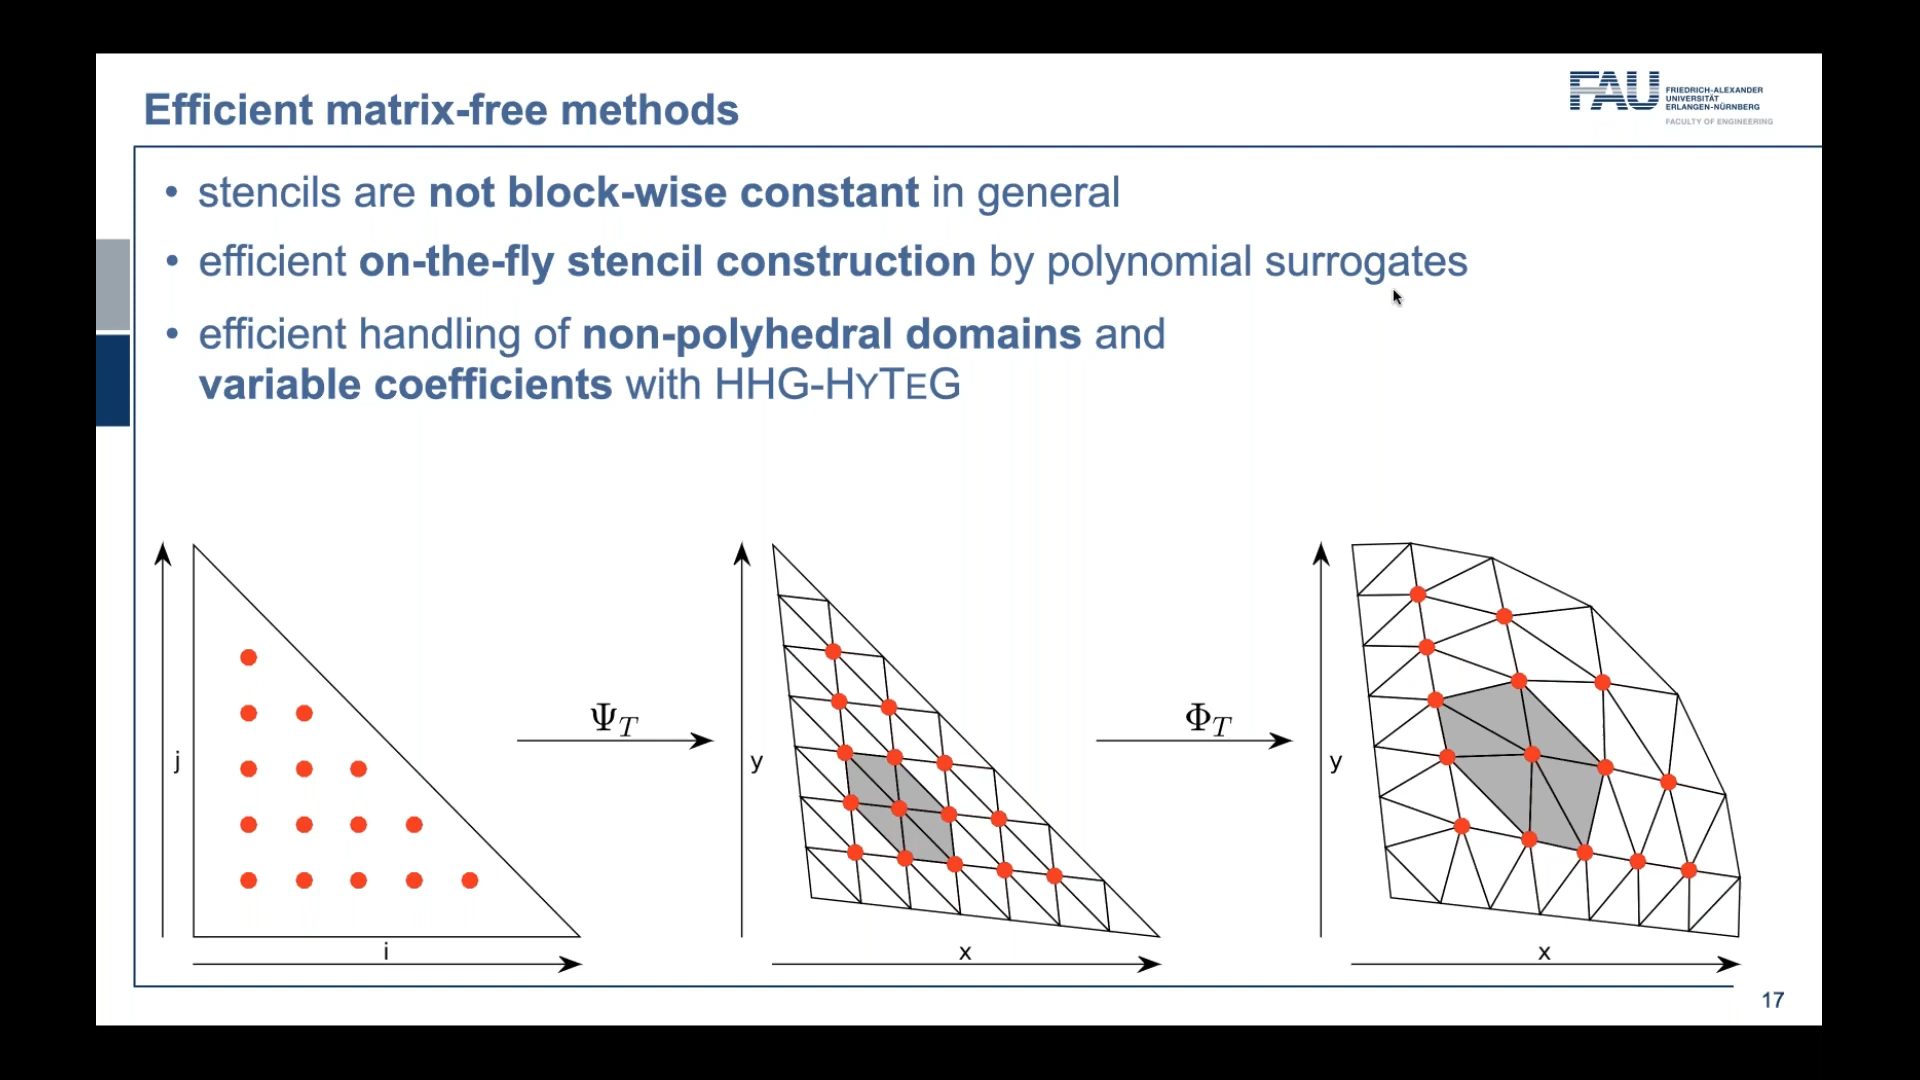 Efficient matrix-free methods
FAU
FRIEDRICH-ALEXANDER
UNIVERSITÄT
ERLANGEN-NÜRNBERG
FACULTY OF ENGINEERING
• stencils are not block-wise constant in general
• efficient on-the-fly stencil construction by polynomial surrogates
• efficient handling of non-polyhedral domains and
variable coefficients with HHG-HYTEG
j
i
Ψ_T
y
x
Φ_T
y
x
17